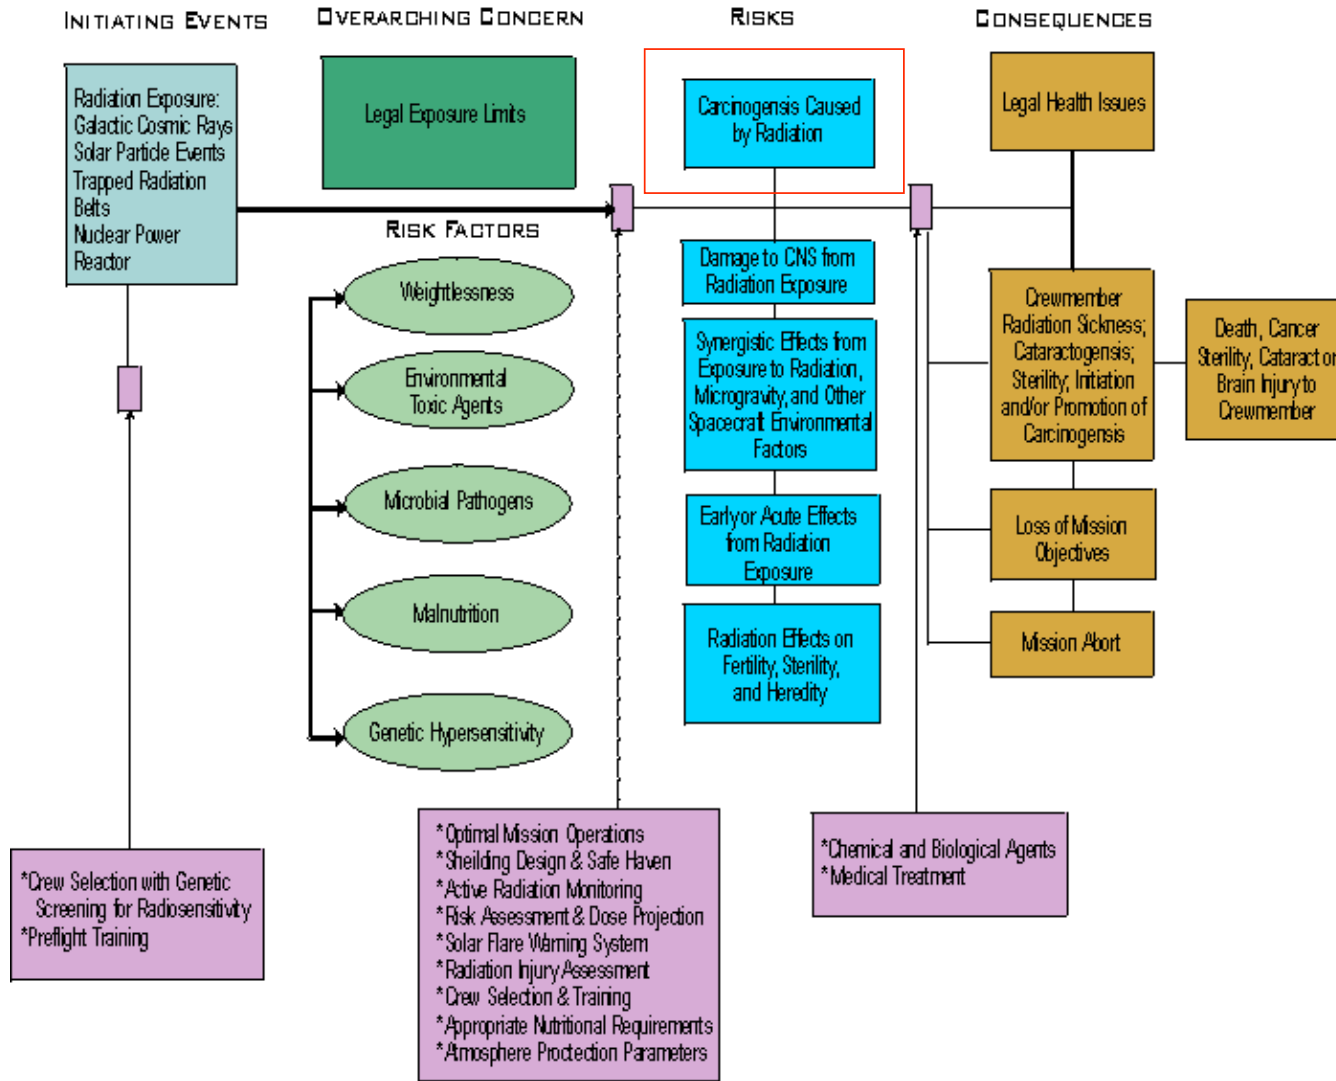 INITIATING EVENTS
OVERARCHING CONCERN
RISKS
CONSEQUENCES
Radiation Exposure:
Galactic Cosmic Rays
Solar Particle Events
Trapped Radiation
Belts
Nuclear Power
Reactor
Legal Exposure Limits
Carcinogensis Caused
by Radiation
Legal Health Issues
RISK FACTORS
Weightlessness
Environmental
Toxic Agents
Microbial Pathogens
Malnutrition
Genetic Hypersensitivity
Damage to CNS from
Radiation Exposure
Synergistic Effects from
Exposure to Radiation,
Microgravity, and Other
Spacecraft Environmental
Factors
Early or Acute Effects
from Radiation
Exposure
Radiation Effects on
Fertility, Sterility,
and Heredity
Crewmember
Radiation Sickness;
Cataractogensis;
Sterility; Initiation
and/or Promotion of
Carcinogensis
Death, Cancer
Sterility, Cataract or
Brain Injury to
Crewmember
Loss of Mission
Objectives
Mission Abort
*Crew Selection with Genetic
Screening for Radiosensitivity
*Preflight Training
*Optimal Mission Operations
*Sheilding Design & Safe Haven
*Active Radiation Monitoring
*Risk Assessment & Dose Projection
*Solar Flare Warning System
*Radiation Injury Assessment
*Crew Selection & Training
*Appropriate Nutritional Requirements
*Atmosphere Proctection Parameters
*Chemical and Biological Agents
*Medical Treatment